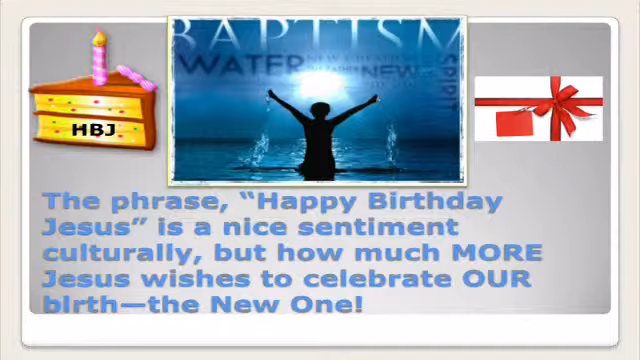 BAPTISM
WATER
NEW
SPIRIT
HBJ
The phrase, “Happy Birthday
Jesus” is a nice sentiment
culturally, but how much MORE
Jesus wishes to celebrate OUR
birth—the New One!